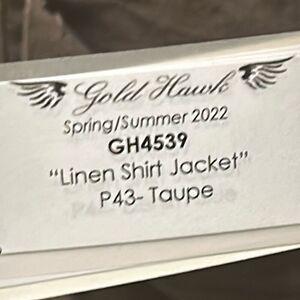 Gold Hawk
Spring/Summer 2022
GH4539
"Linen Shirt Jacket"
P43- Taupe